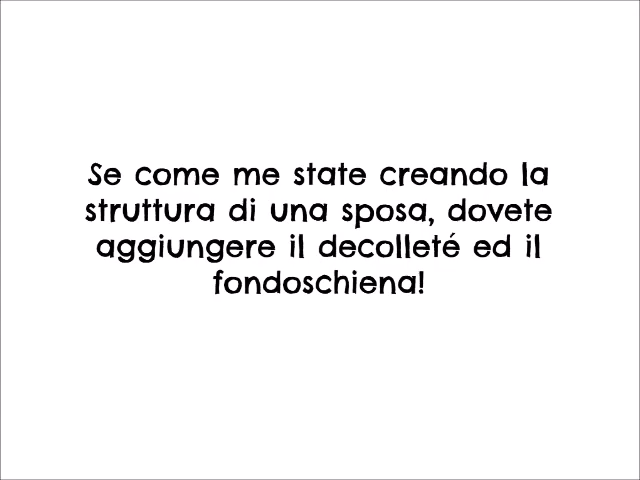 Se come me state creando la
struttura di una sposa, dovete
aggiungere il decolleté ed il
fondoschiena!